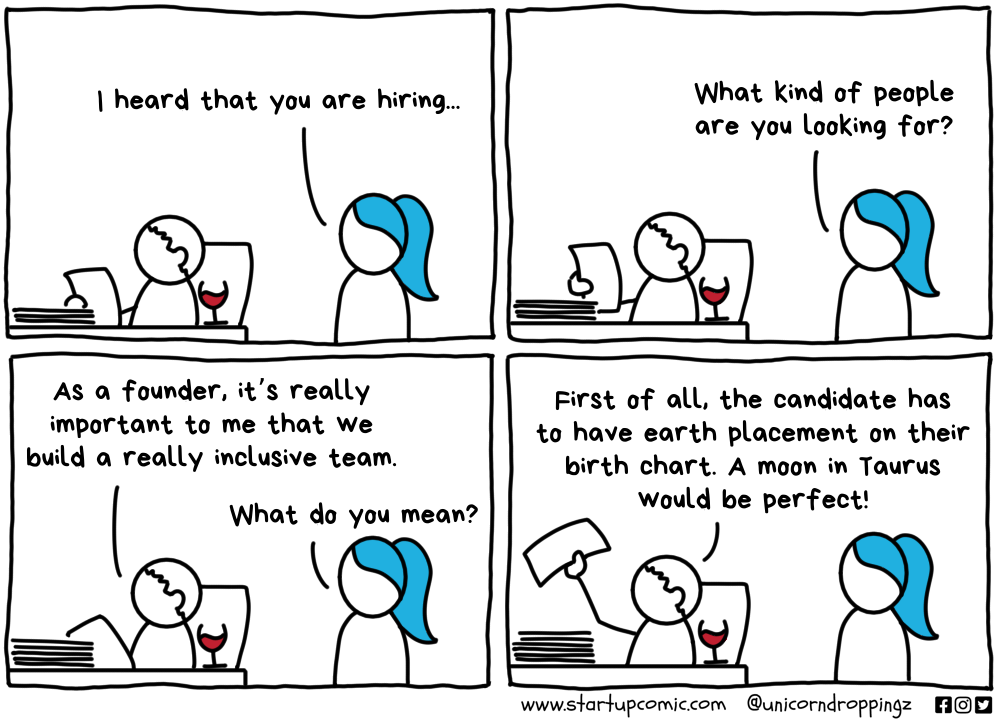 I heard that you are hiring...
What kind of people
are you looking for?
As a founder, it's really
important to me that we
build a really inclusive team.
What do you mean?
First of all, the candidate has
to have earth placement on their
birth chart. A moon in Taurus
would be perfect!
www.startupcomic.com @unicorndroppingz